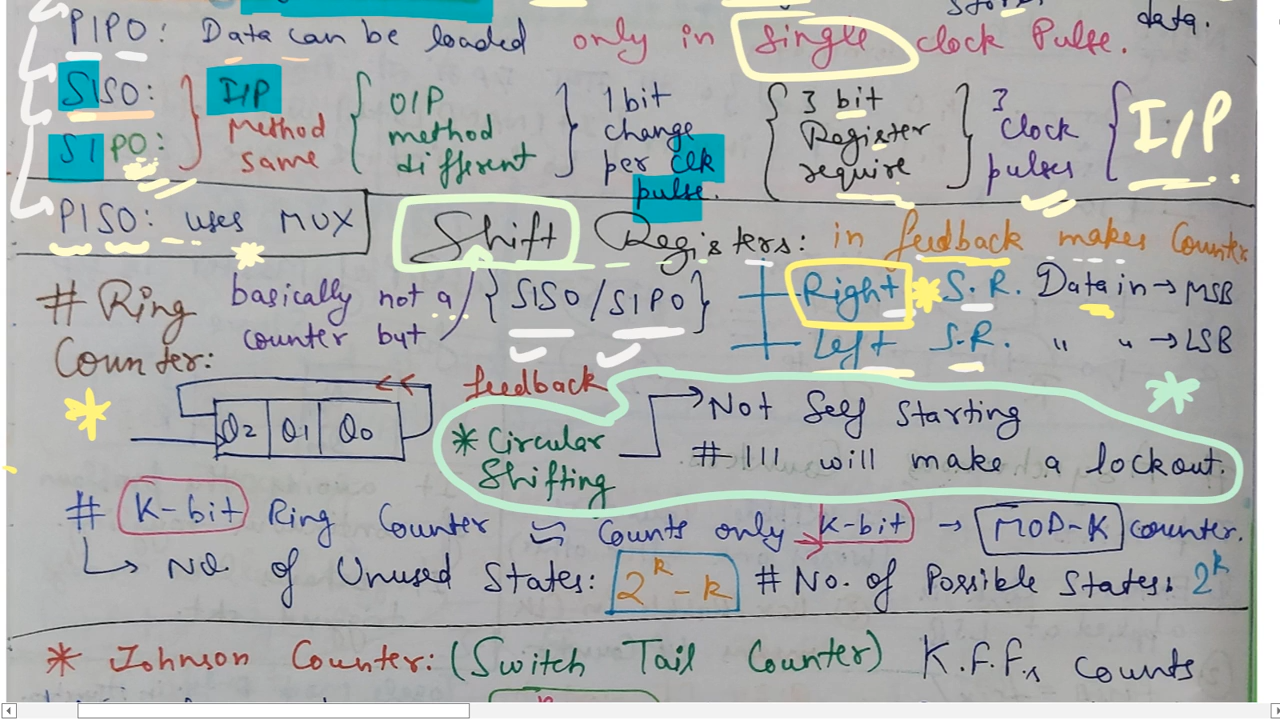 data.
PIPO: Data can be loaded only in Single clock Pulse.
SISO: } I/P { O/P } 1 bit { 3 bit } 3 { I/P
Method method change Register Clock
SIPO: same different per clk require pulses
pulse.
PISO: uses MUX Shift Registers: in feedback makes Counter
# Ring basically not a { SISO / SIPO } Right * S.R. Data in → MSB
Counter: counter but Left S.R. " " → LSB
<< feedback
Q2 Q1 Q0 * Circular Shifting → Not Self Starting
# 111 will make a lockout.
# K-bit Ring Counter ≈ Counts only K-bit → MOD-K counter.
↳ No. of Unused States: 2^k - k # No. of Possible States: 2^k
* Johnson Counter: (Switch Tail Counter) K.F.Fs counts